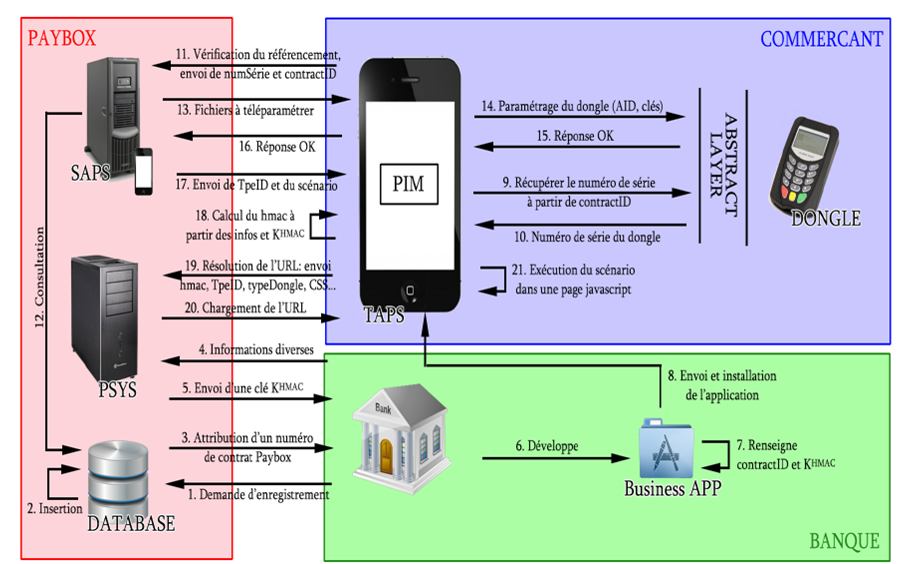 PAYBOX
COMMERCANT
11. Vérification du référencement,
envoi de numSérie et contractID
13. Fichiers à téléparamétrer
16. Réponse OK
SAPS
17. Envoi de TpeID et du scénario
18. Calcul du hmac à
partir des infos et KHMAC
19. Résolution de l'URL: envoi
hmac, TpeID, typeDongle, CSS...
20. Chargement de l'URL
PIM
TAPS
14. Paramétrage du dongle (AID, clés)
15. Réponse OK
9. Récupérer le numéro de série
à partir de contractID
10. Numéro de série du dongle
21. Exécution du scénario
dans une page javascript
ABSTRACT
LAYER
DONGLE
12. Consultation
PSYS
4. Informations diverses
5. Envoi d'une clé KHMAC
3. Attribution d'un numéro
de contrat Paybox
1. Demande d'enregistrement
2. Insertion
DATABASE
Bank
6. Développe
8. Envoi et installation
de l'application
7. Renseigne
contractID et KHMAC
Business APP
BANQUE